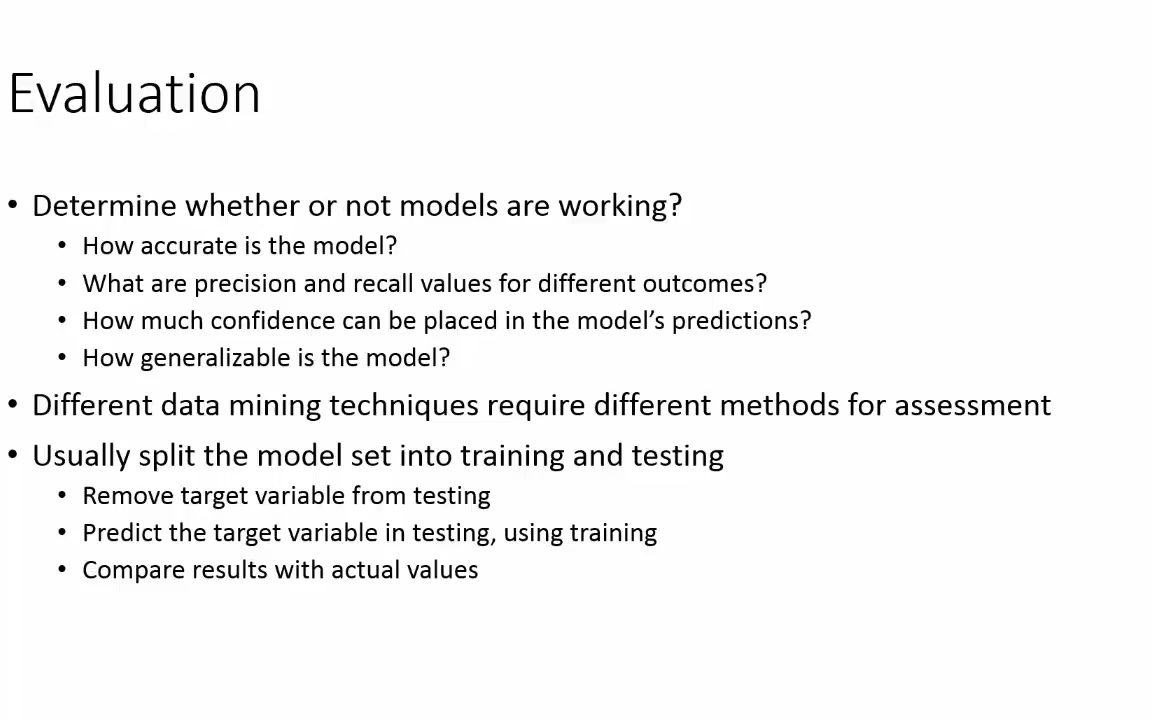 Evaluation
• Determine whether or not models are working?
• How accurate is the model?
• What are precision and recall values for different outcomes?
• How much confidence can be placed in the model’s predictions?
• How generalizable is the model?
• Different data mining techniques require different methods for assessment
• Usually split the model set into training and testing
• Remove target variable from testing
• Predict the target variable in testing, using training
• Compare results with actual values